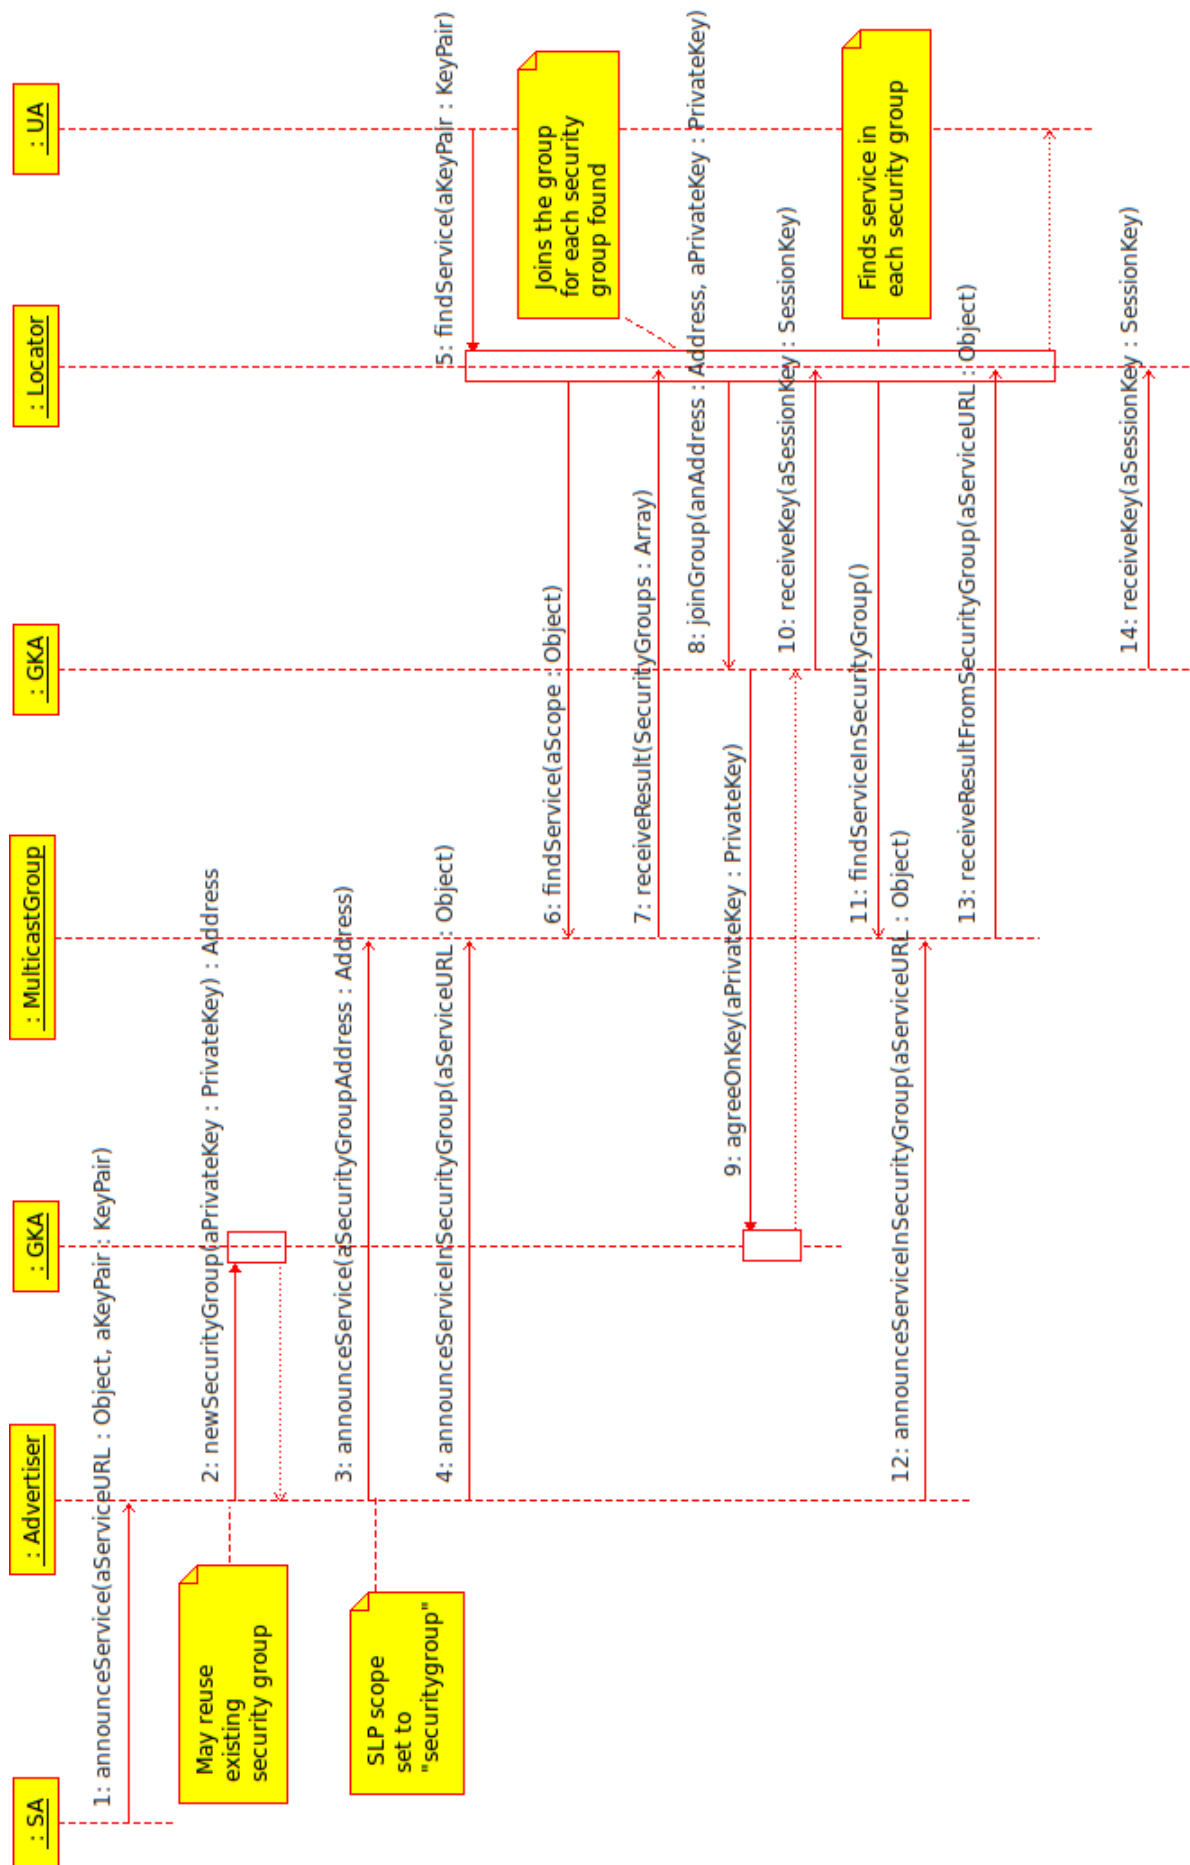 : SA
: Advertiser
: GKA
: MulticastGroup
: GKA
: Locator
: UA
1: announceService(aServiceURL : Object, aKeyPair : KeyPair)
May reuse
existing
security group
2: newSecurityGroup(aPrivateKey : PrivateKey) : Address
3: announceService(aSecurityGroupAddress : Address)
SLP scope
set to
"securitygroup"
4: announceInSecurityGroup(aServiceURL : Object)
5: findService(aKeyPair : KeyPair)
Joins the group
for each security
group found
6: findService(aScope : Object)
7: receiveResult(SecurityGroups : Array)
8: joinGroup(anAddress : Address, aPrivateKey : PrivateKey)
9: agreeOnKey(aPrivateKey : PrivateKey)
10: receiveKey(aSessionKey : SessionKey)
Finds service in
each security group
11: findServiceInSecurityGroup()
12: announceServiceInSecurityGroup(aServiceURL : Object)
13: receiveResultFromSecurityGroup(aServiceURL : Object)
14: receiveKey(aSessionKey : SessionKey)